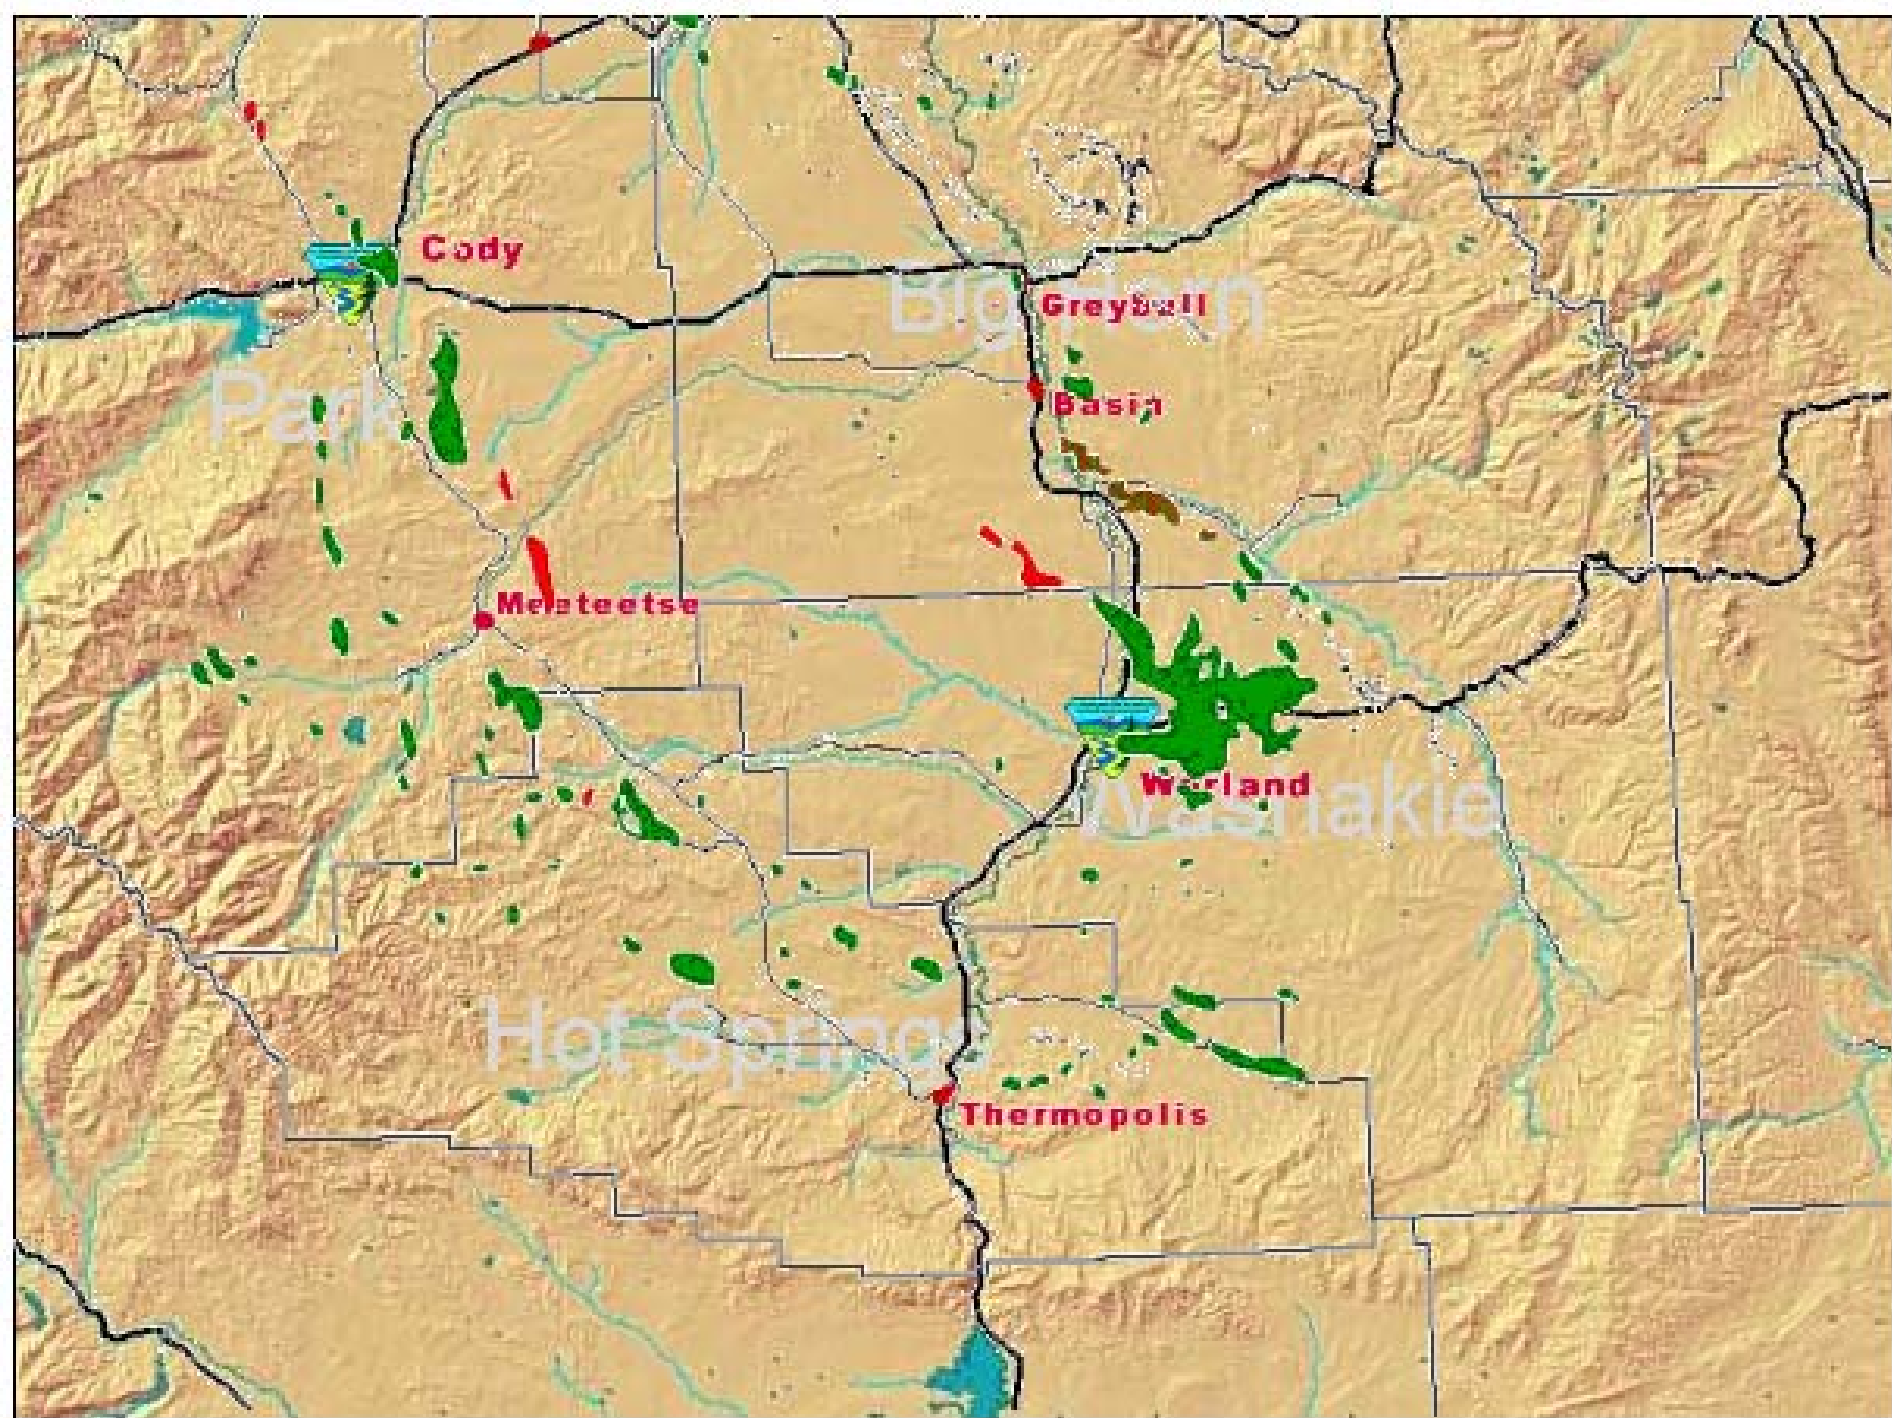 Cody
Big Horn
Greybull
Park
Basin
Meeteetse
Worland
Washakie
Hot Springs
Thermopolis